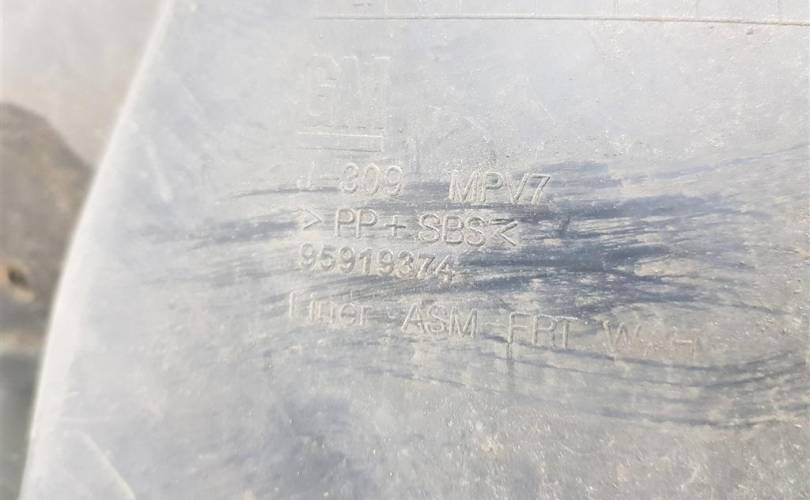 GM
J-309 MPV7
>PP+SBS<
95919374
Liner ASM-FRT W/H